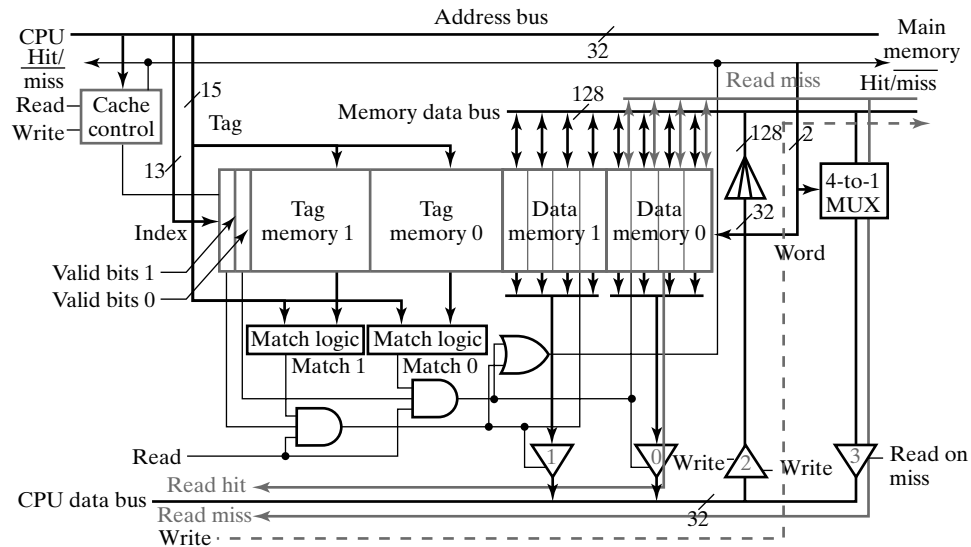 Address bus
CPU
32
Main
memory
Hit/
miss
Hit/miss
15
Read miss
Read
Write
Cache
control
128
Memory data bus
Tag
128
2
13
4-to-1
MUX
Tag
memory 1
Tag
memory 0
Data
memory 1
Data
memory 0
32
Index
Word
Valid bits 1
Valid bits 0
Match logic
Match logic
Match 1
Match 0
Read
1
0
Write
2
Write
3
Read on
miss
Read hit
CPU data bus
32
Read miss
Write